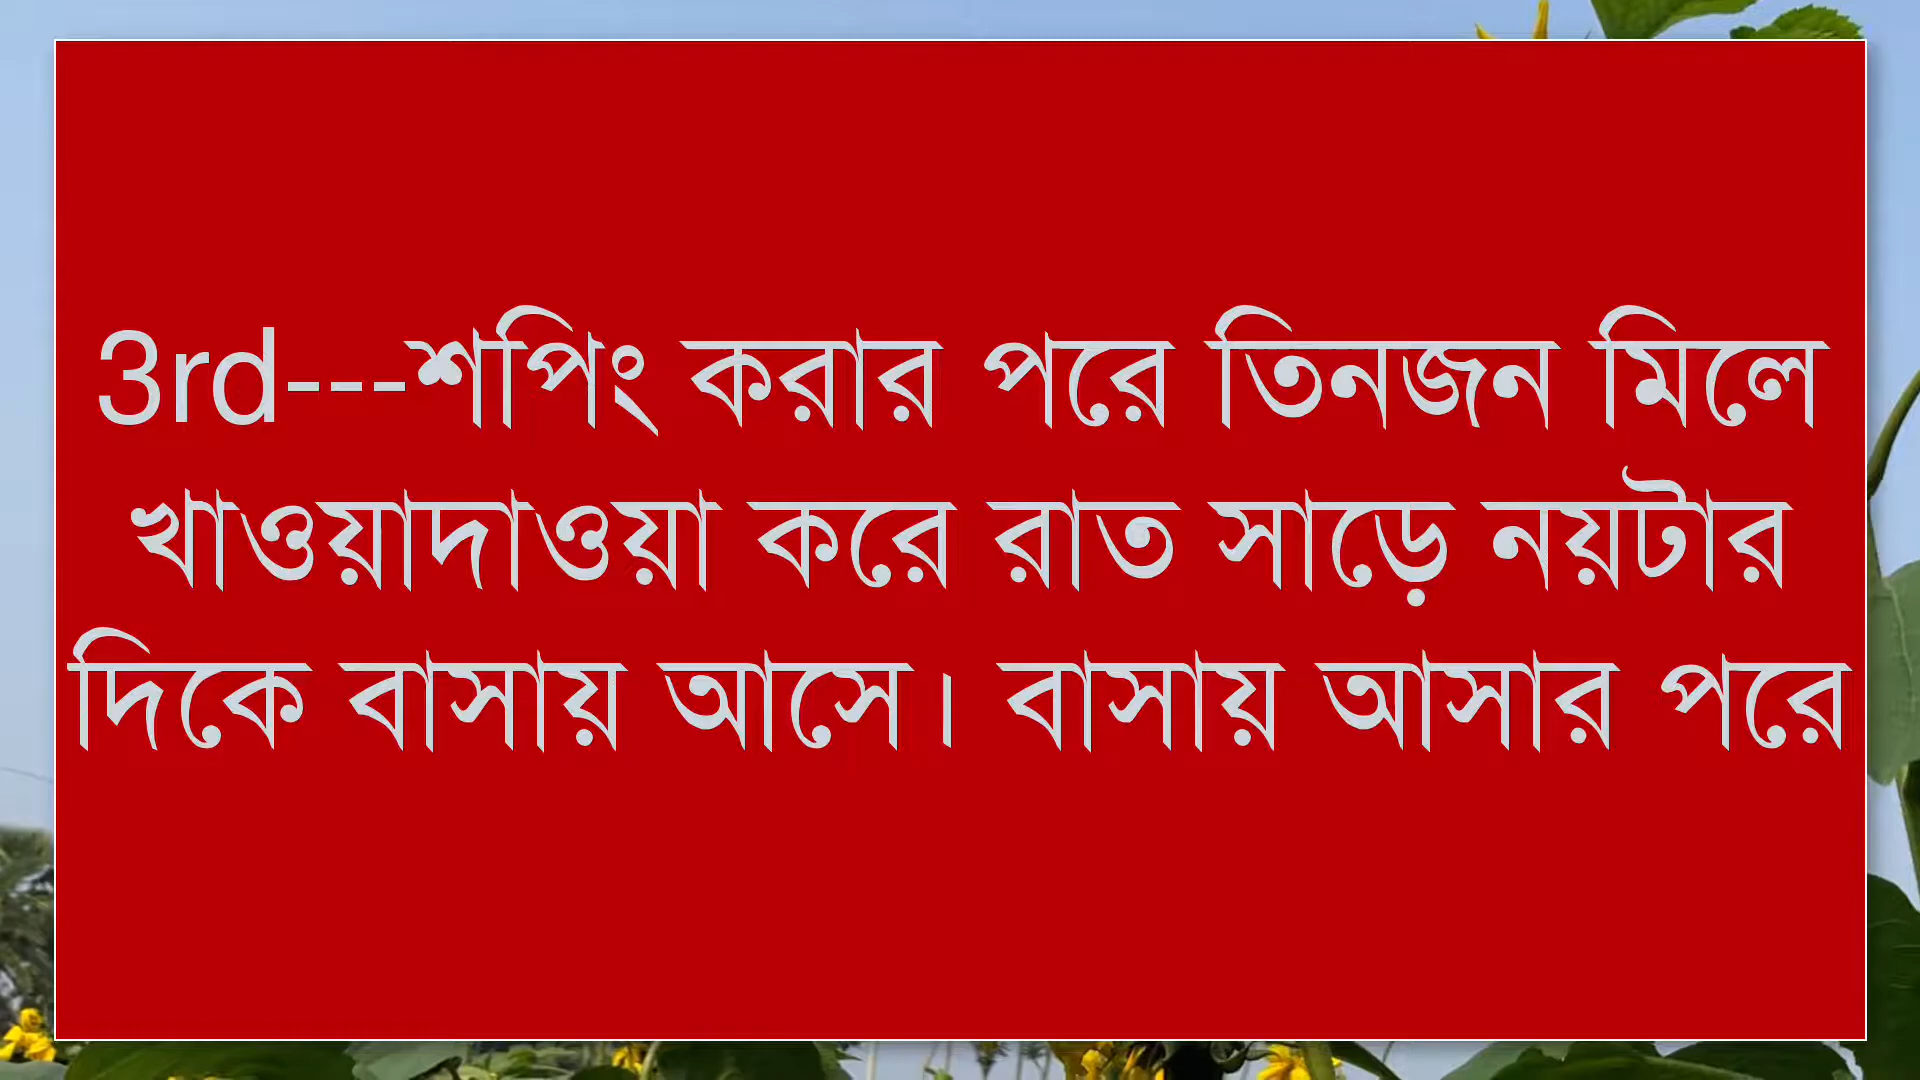 3rd---শপিং করার পরে তিনজন মিলে
খাওয়াদাওয়া করে রাত সাড়ে নয়টার
দিকে বাসায় আসে। বাসায় আসার পরে